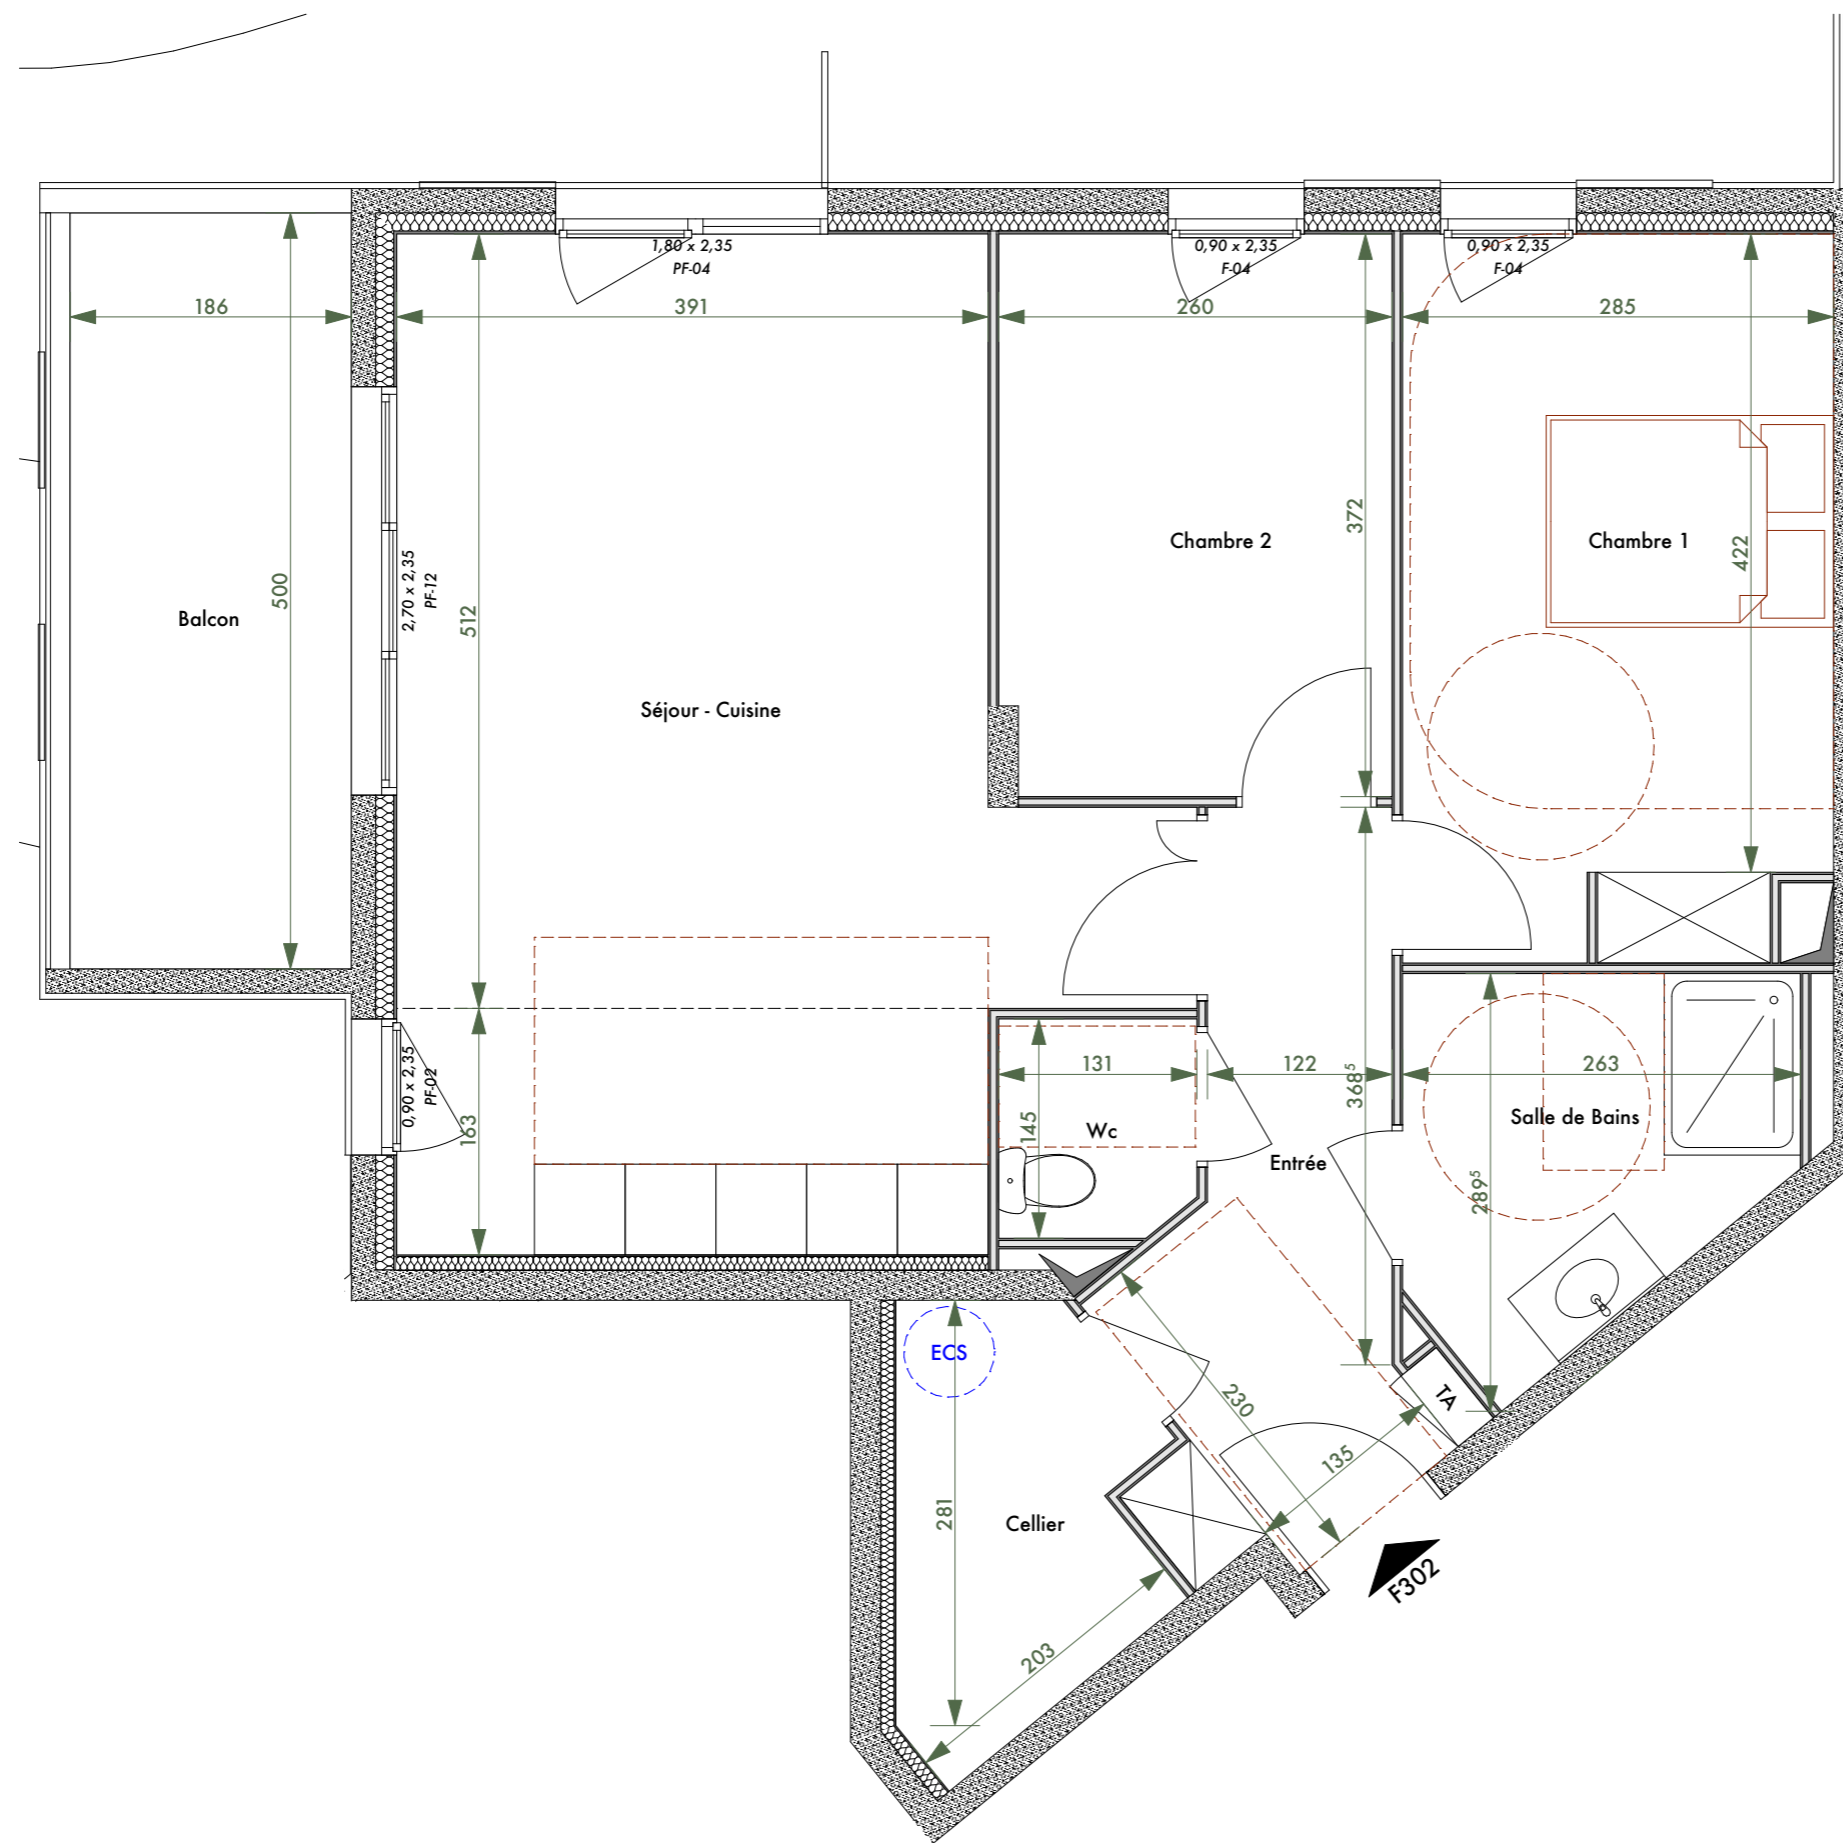 1,80 x 2,35
PF-04
0,90 x 2,35
F-04
0,90 x 2,35
F-04
186
391
260
285
372
Chambre 2
Chambre 1
422
2,70 x 2,35
PF-12
500
Balcon
512
Séjour - Cuisine
0,90 x 2,35
PF-02
163
131
122
368⁵
263
145
Wc
Salle de Bains
Entrée
289⁵
ECS
230
TA
135
281
Cellier
F302
203